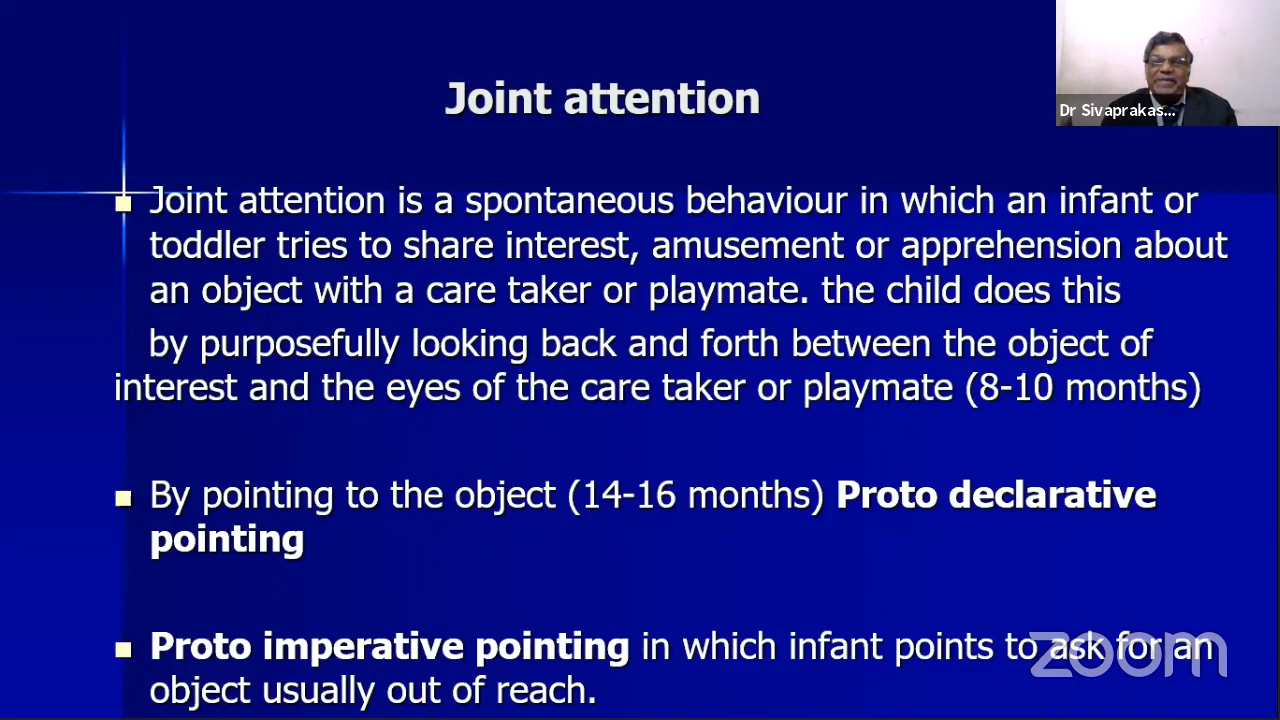 Joint attention
Dr Sivaprakas...
Joint attention is a spontaneous behaviour in which an infant or
toddler tries to share interest, amusement or apprehension about
an object with a care taker or playmate. the child does this
by purposefully looking back and forth between the object of
interest and the eyes of the care taker or playmate (8-10 months)
By pointing to the object (14-16 months) Proto declarative
pointing
Proto imperative pointing in which infant points to ask for an
object usually out of reach.
zoom